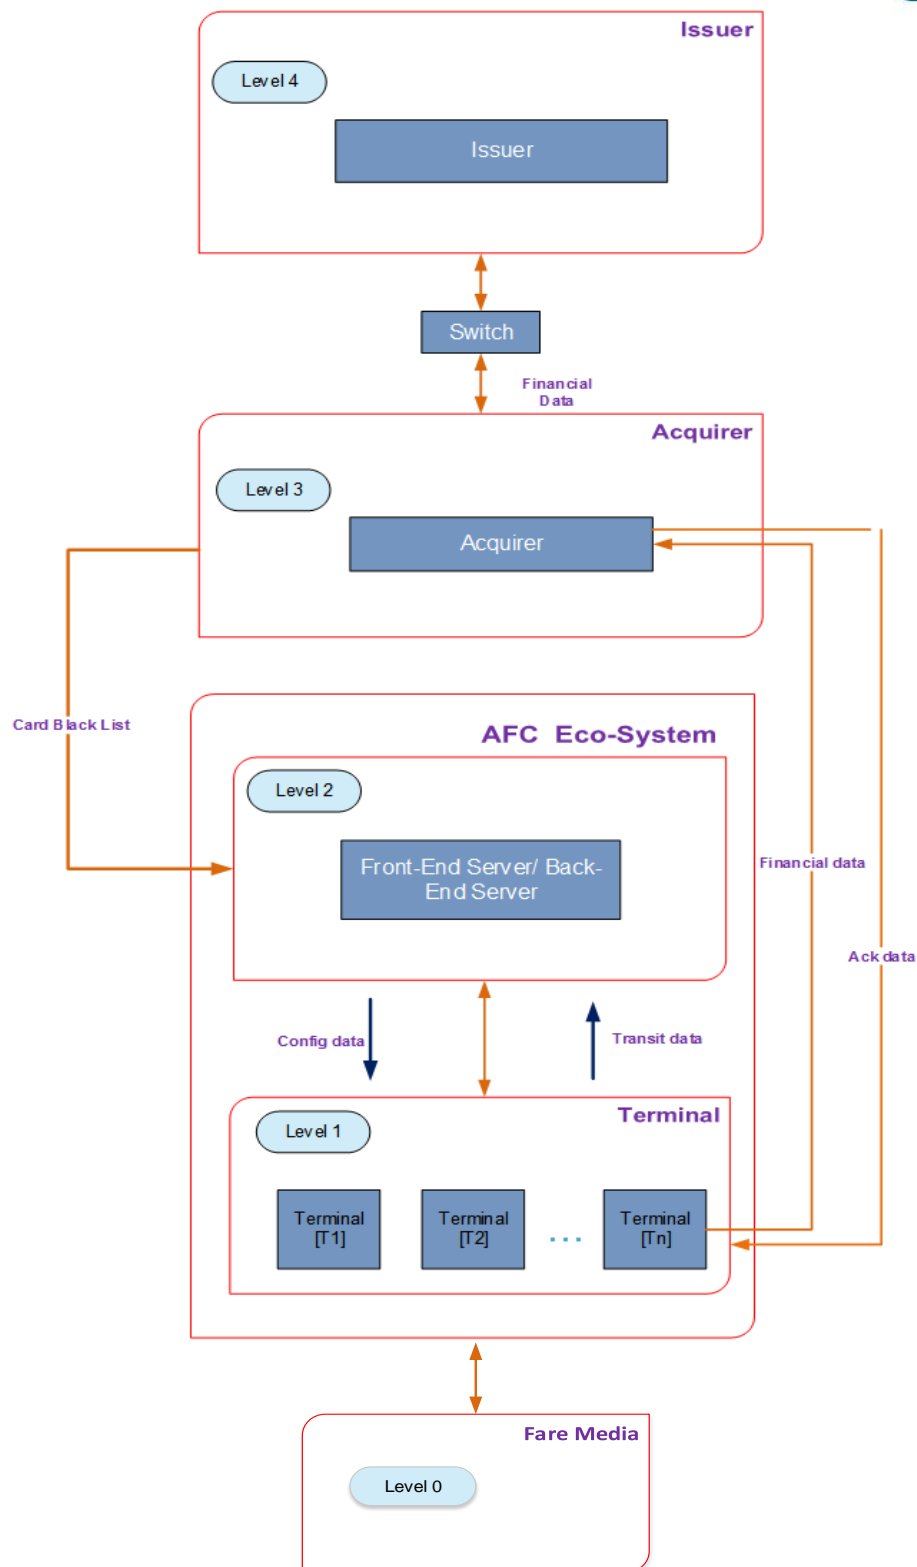 Issuer
Level 4
Issuer
Switch
Financial
Data
Acquirer
Level 3
Acquirer
Card Black List
AFC Eco-System
Level 2
Front-End Server/ Back-
End Server
Financial data
Ack data
Config data
Transit data
Terminal
Level 1
Terminal
[T1]
Terminal
[T2]
...
Terminal
[Tn]
Fare Media
Level 0